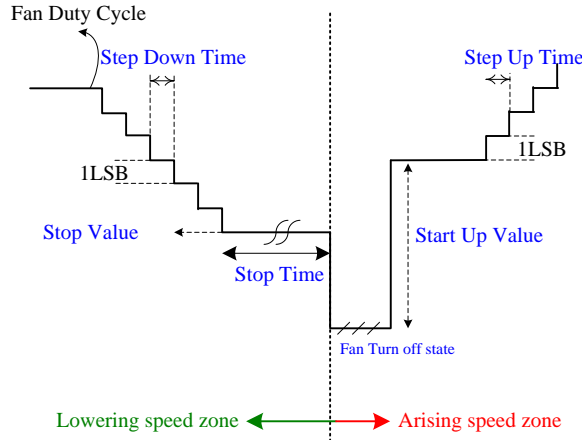 Fan Duty Cycle
Step Down Time
Step Up Time
1LSB
1LSB
Stop Value
Start Up Value
Stop Time
Fan Turn off state
Lowering speed zone
Arising speed zone